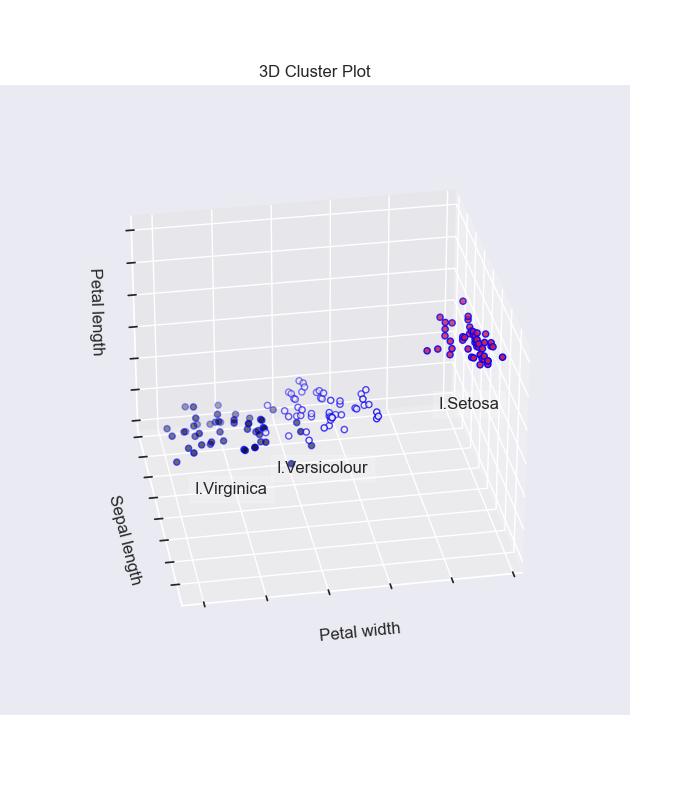 3D Cluster Plot
Petal length
I.Setosa
I.Versicolour
I.Virginica
Sepal length
Petal width